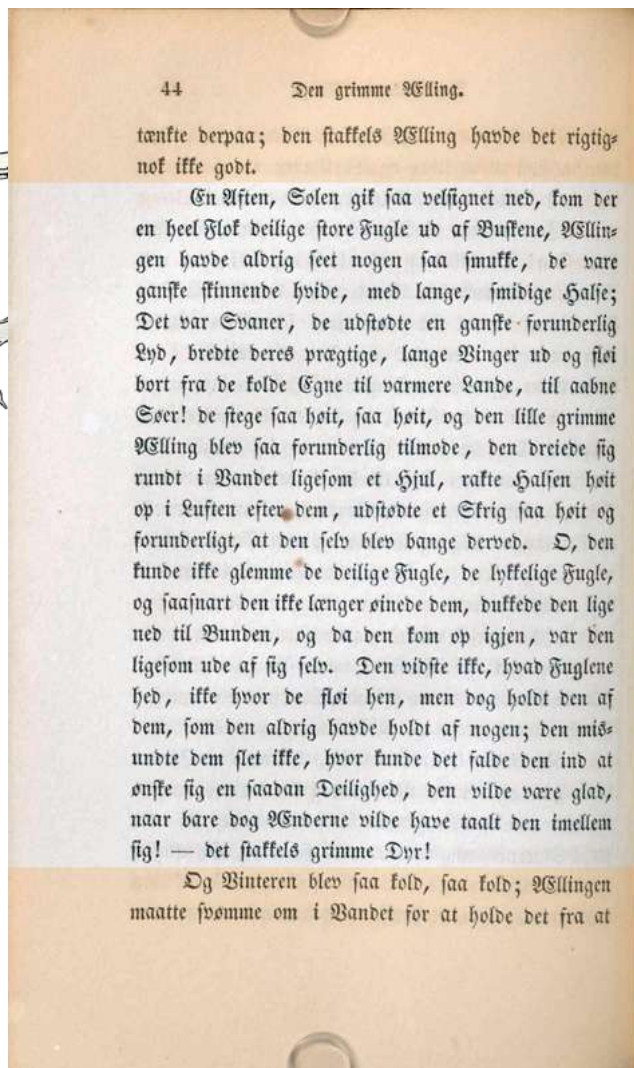 44 Den grimme Ælling.
tænkte derpaa; den stakkels Ælling havde det rigtig=
nok ikke godt.
En Aften, Solen gik saa velsignet ned, kom der
en heel Flok deilige store Fugle ud af Buskene, Ællin=
gen havde aldrig seet nogen saa smukke, de vare
ganske skinnende hvide, med lange, smidige Halse;
Det var Svaner, de udstødte en ganske forunderlig
Lyd, bredte deres prægtige, lange Vinger ud og fløi
bort fra de kolde Egne til varmere Lande, til aabne
Søer! de stege saa høit, saa høit, og den lille grimme
Ælling blev saa forunderlig tilmode, den dreiede sig
rundt i Vandet ligesom et Hjul, rakte Halsen høit
op i Luften efter dem, udstødte et Skrig saa høit og
forunderligt, at den selv blev bange derved. O, den
kunde ikke glemme de deilige Fugle, de lykkelige Fugle,
og saasnart den ikke længer øinede dem, dukkede den lige
ned til Bunden, og da den kom op igjen, var den
ligesom ude af sig selv. Den vidste ikke, hvad Fuglene
hed, ikke hvor de fløi hen, men dog holdt den af
dem, som den aldrig havde holdt af nogen; den mis=
undte dem slet ikke, hvor kunde det falde den ind at
ønske sig en saadan Deilighed, den vilde være glad,
naar bare dog Ænderne vilde have taalt den imellem
sig! — det stakkels grimme Dyr!
Og Vinteren blev saa kold, saa kold; Ællingen
maatte svømme om i Vandet for at holde det fra at